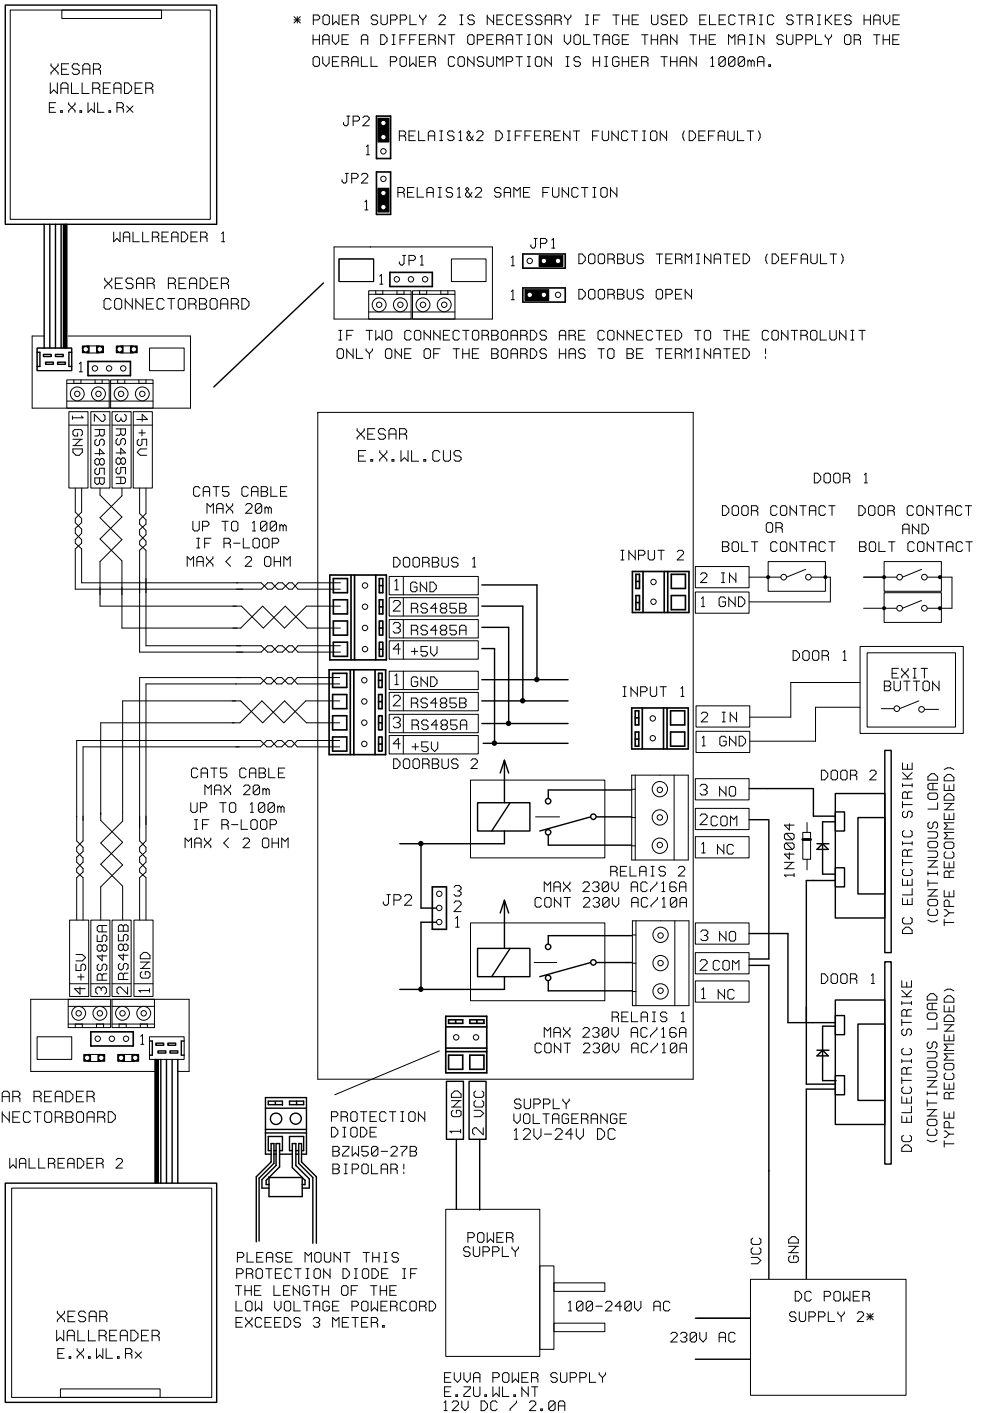 * POWER SUPPLY 2 IS NECESSARY IF THE USED ELECTRIC STRIKES HAVE
HAVE A DIFFERNT OPERATION VOLTAGE THAN THE MAIN SUPPLY OR THE
OVERALL POWER CONSUMPTION IS HIGHER THAN 1000mA.
XESAR
WALLREADER
E.X.WL.Rx
JP2
1
RELAIS1&2 DIFFERENT FUNCTION (DEFAULT)
JP2
1
RELAIS1&2 SAME FUNCTION
WALLREADER 1
XESAR READER
CONNECTORBOARD
JP1
1
JP1
1
DOORBUS TERMINATED (DEFAULT)
1
DOORBUS OPEN
IF TWO CONNECTORBOARDS ARE CONNECTED TO THE CONTROLUNIT
ONLY ONE OF THE BOARDS HAS TO BE TERMINATED !
1
1 GND
2 RS485B
3 RS485A
4 +5V
XESAR
E.X.WL.CUS
CAT5 CABLE
MAX 20m
UP TO 100m
IF R-LOOP
MAX < 2 OHM
DOORBUS 1
1 GND
2 RS485B
3 RS485A
4 +5V
1 GND
2 RS485B
3 RS485A
4 +5V
DOORBUS 2
DOOR 1
DOOR CONTACT
OR
BOLT CONTACT
DOOR CONTACT
AND
BOLT CONTACT
INPUT 2
2 IN
1 GND
DOOR 1
EXIT
BUTTON
INPUT 1
2 IN
1 GND
CAT5 CABLE
MAX 20m
UP TO 100m
IF R-LOOP
MAX < 2 OHM
3 NO
2 COM
1 NC
RELAIS 2
MAX 230V AC/16A
CONT 230V AC/10A
DOOR 2
1N4004
DC ELECTRIC STRIKE
(CONTINUOUS LOAD
TYPE RECOMMENDED)
JP2
3
2
1
3 NO
2 COM
1 NC
RELAIS 1
MAX 230V AC/16A
CONT 230V AC/10A
DOOR 1
DC ELECTRIC STRIKE
(CONTINUOUS LOAD
TYPE RECOMMENDED)
4 +5V
3 RS485A
2 RS485B
1 GND
1
AR READER
NECTORBOARD
WALLREADER 2
XESAR
WALLREADER
E.X.WL.Rx
PROTECTION
DIODE
BZW50-27B
BIPOLAR!
PLEASE MOUNT THIS
PROTECTION DIODE IF
THE LENGTH OF THE
LOW VOLTAGE POWERCORD
EXCEEDS 3 METER.
1 GND
2 VCC
SUPPLY
VOLTAGERANGE
12V-24V DC
POWER
SUPPLY
100-240V AC
EVVA POWER SUPPLY
E.ZU.WL.NT
12V DC / 2.0A
VCC
GND
DC POWER
SUPPLY 2*
230V AC